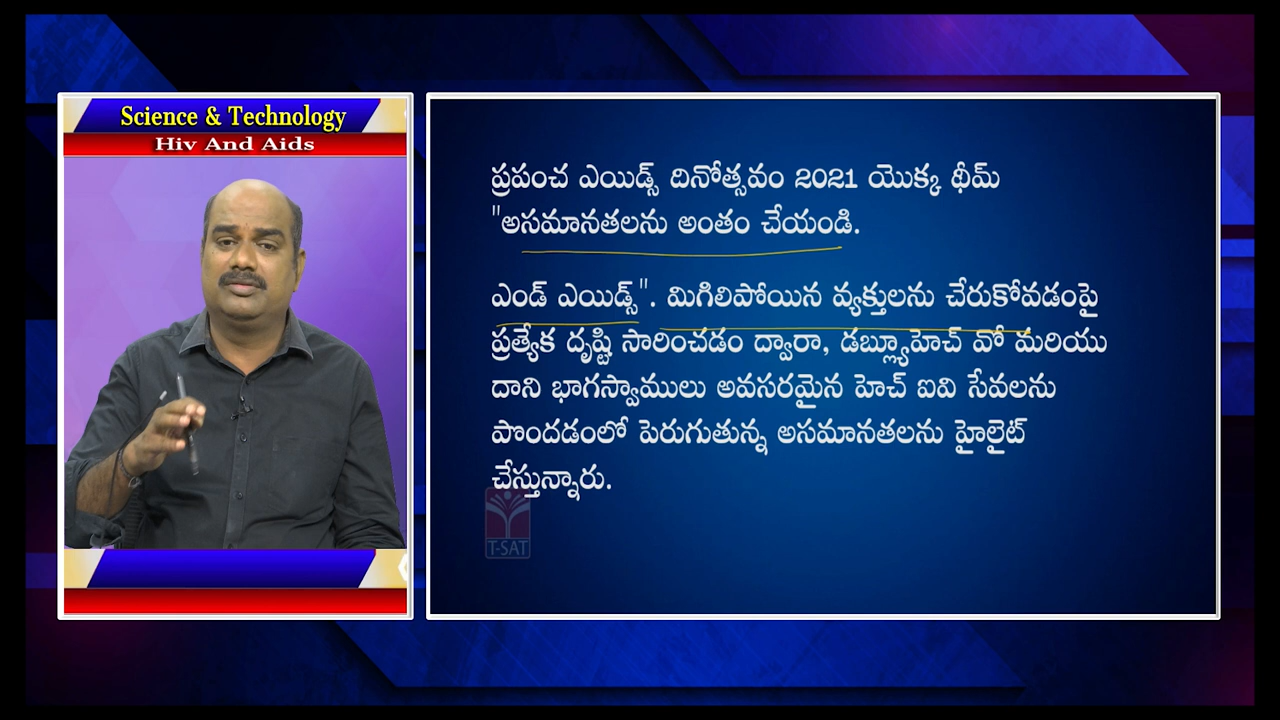 Science & Technology
Hiv And Aids
ప్రపంచ ఎయిడ్స్ దినోత్సవం 2021 యొక్క థీమ్
"అసమానతలను అంతం చేయండి.
ఎండ్ ఎయిడ్స్". మిగిలిపోయిన వ్యక్తులను చేరుకోవడంపై
ప్రత్యేక దృష్టి సారించడం ద్వారా, డబ్ల్యూహెచ్ వో మరియు
దాని భాగస్వాములు అవసరమైన హెచ్ ఐవి సేవలను
పొందడంలో పెరుగుతున్న అసమానతలను హైలైట్
చేస్తున్నారు.
T-SAT